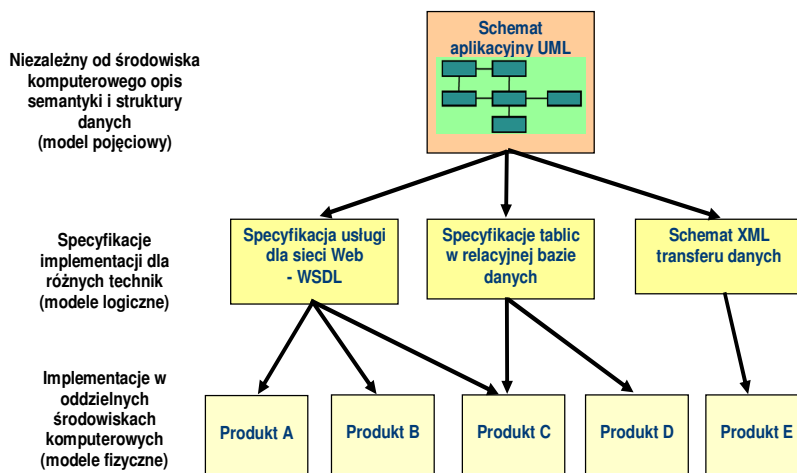 Schemat
aplikacyjny UML
Niezależny od środowiska
komputerowego opis
semantyki i struktury
danych
(model pojęciowy)
Specyfikacje
implementacji dla
różnych technik
(modele logiczne)
Specyfikacja usługi
dla sieci Web
- WSDL
Specyfikacje tablic
w relacyjnej bazie
danych
Schemat XML
transferu danych
Implementacje w
oddzielnych
środowiskach
komputerowych
(modele fizyczne)
Produkt A
Produkt B
Produkt C
Produkt D
Produkt E